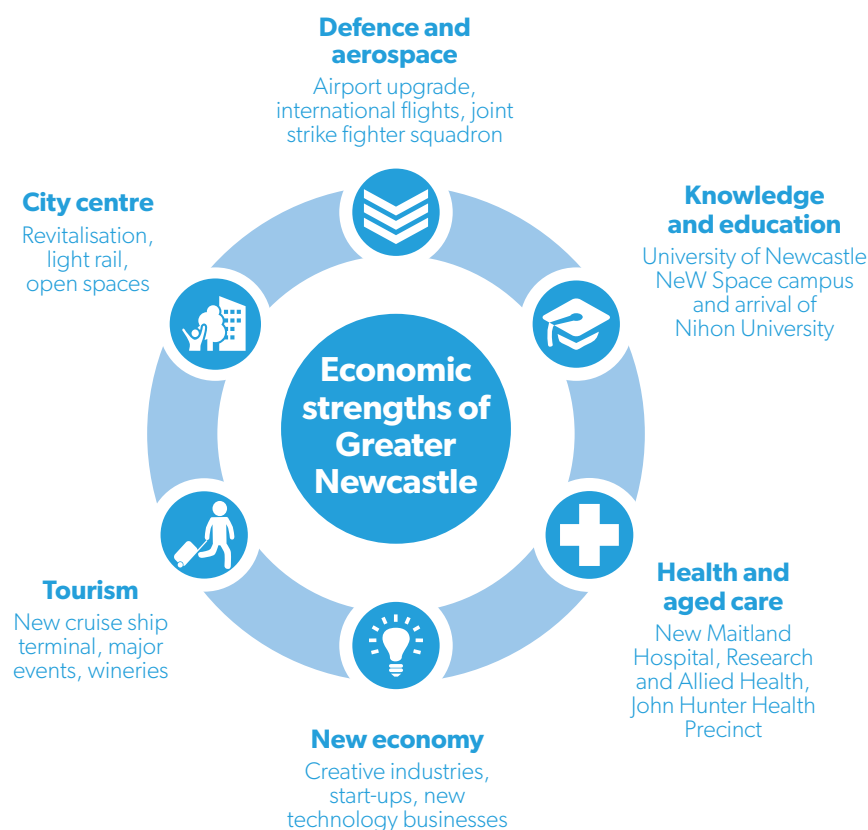 Defence and
aerospace
Airport upgrade,
international flights, joint
strike fighter squadron
Knowledge
and education
University of Newcastle
NeW Space campus
and arrival of
Nihon University
Health and
aged care
New Maitland
Hospital, Research
and Allied Health,
John Hunter Health
Precinct
New economy
Creative industries,
start-ups, new
technology businesses
Tourism
New cruise ship
terminal, major
events, wineries
City centre
Revitalisation,
light rail,
open spaces
Economic
strengths of
Greater
Newcastle